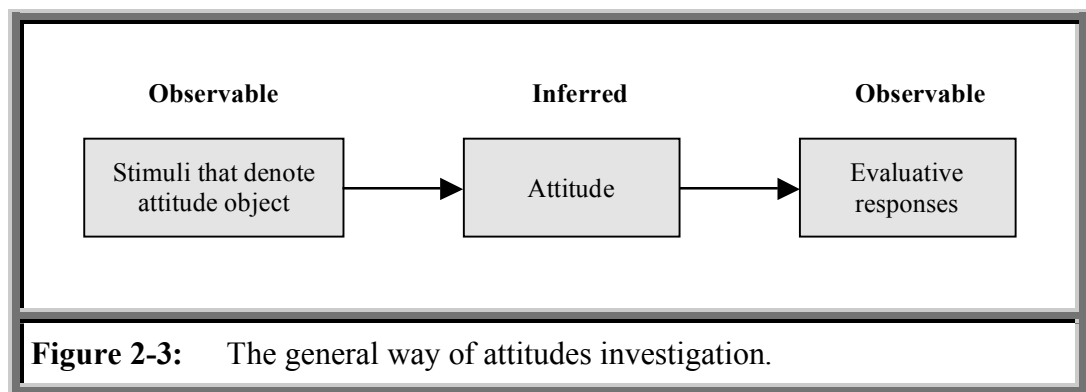 Observable Inferred Observable
Stimuli that denote
attitude object
Attitude
Evaluative
responses
Figure 2-3: The general way of attitudes investigation.